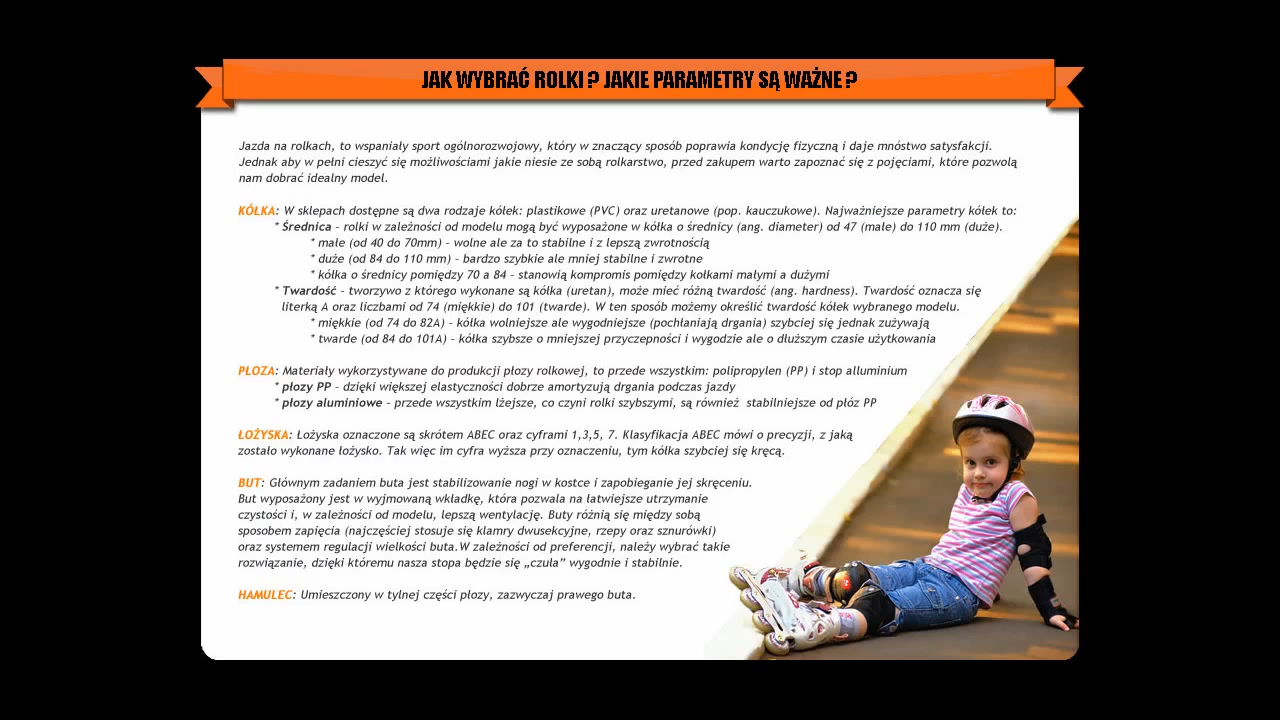 JAK WYBRAĆ ROLKI ? JAKIE PARAMETRY SĄ WAŻNE ?
Jazda na rolkach, to wspaniały sport ogólnorozwojowy, który w znaczący sposób poprawia kondycję fizyczną i daje mnóstwo satysfakcji.
Jednak aby w pełni cieszyć się możliwościami jakie niesie ze sobą rolkarstwo, przed zakupem warto zapoznać się z pojęciami, które pozwolą
nam dobrać idealny model.
KÓŁKA: W sklepach dostępne są dwa rodzaje kółek: plastikowe (PVC) oraz uretanowe (pop. kauczukowe). Najważniejsze parametry kółek to:
* Średnica – rolki w zależności od modelu mogą być wyposażone w kółka o średnicy (ang. diameter) od 47 (małe) do 110 mm (duże).
* małe (od 40 do 70mm) – wolne ale za to stabilne i z lepszą zwrotnością
* duże (od 84 do 110 mm) – bardzo szybkie ale mniej stabilne i zwrotne
* kółka o średnicy pomiędzy 70 a 84 – stanowią kompromis pomiędzy kołkami małymi a dużymi
* Twardość – tworzywo z którego wykonane są kółka (uretan), może mieć różną twardość (ang. hardness). Twardość oznacza się
literką A oraz liczbami od 74 (miękkie) do 101 (twarde). W ten sposób możemy określić twardość kółek wybranego modelu.
* miękkie (od 74 do 82A) – kółka wolniejsze ale wygodniejsze (pochłaniają drgania) szybciej się jednak zużywają
* twarde (od 84 do 101A) – kółka szybsze o mniejszej przyczepności i wygodzie ale o dłuższym czasie użytkowania
PŁOZA: Materiały wykorzystywane do produkcji płozy rolkowej, to przede wszystkim: polipropylen (PP) i stop alluminium
* płozy PP – dzięki większej elastyczności dobrze amortyzują drgania podczas jazdy
* płozy aluminiowe – przede wszystkim lżejsze, co czyni rolki szybszymi, są również stabilniejsze od płóz PP
ŁOŻYSKA: Łożyska oznaczone są skrótem ABEC oraz cyframi 1,3,5, 7. Klasyfikacja ABEC mówi o precyzji, z jaką
zostało wykonane łożysko. Tak więc im cyfra wyższa przy oznaczeniu, tym kółka szybciej się kręcą.
BUT: Głównym zadaniem buta jest stabilizowanie nogi w kostce i zapobieganie jej skręceniu.
But wyposażony jest w wyjmowaną wkładkę, która pozwala na łatwiejsze utrzymanie
czystości i, w zależności od modelu, lepszą wentylację. Buty różnią się między sobą
sposobem zapięcia (najczęściej stosuje się klamry dwusekcyjne, rzepy oraz sznurówki)
oraz systemem regulacji wielkości buta.W zależności od preferencji, należy wybrać takie
rozwiązanie, dzięki któremu nasza stopa będzie się „czuła” wygodnie i stabilnie.
HAMULEC: Umieszczony w tylnej części płozy, zazwyczaj prawego buta.